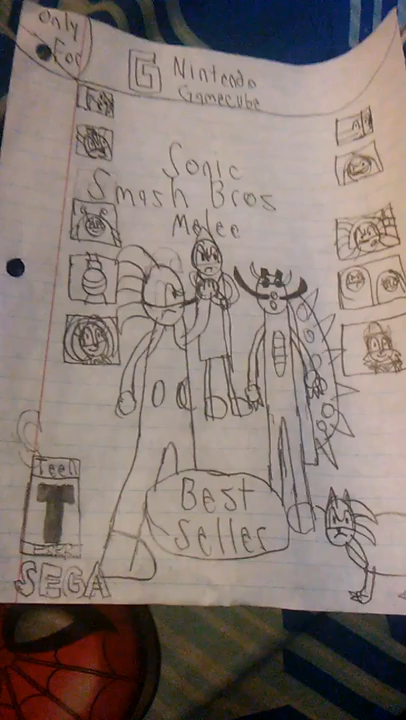 Only
For
G Nintendo
Gamecube
Sonic
Smash Bros
Melee
Teen
T
Best
Seller
SEGA